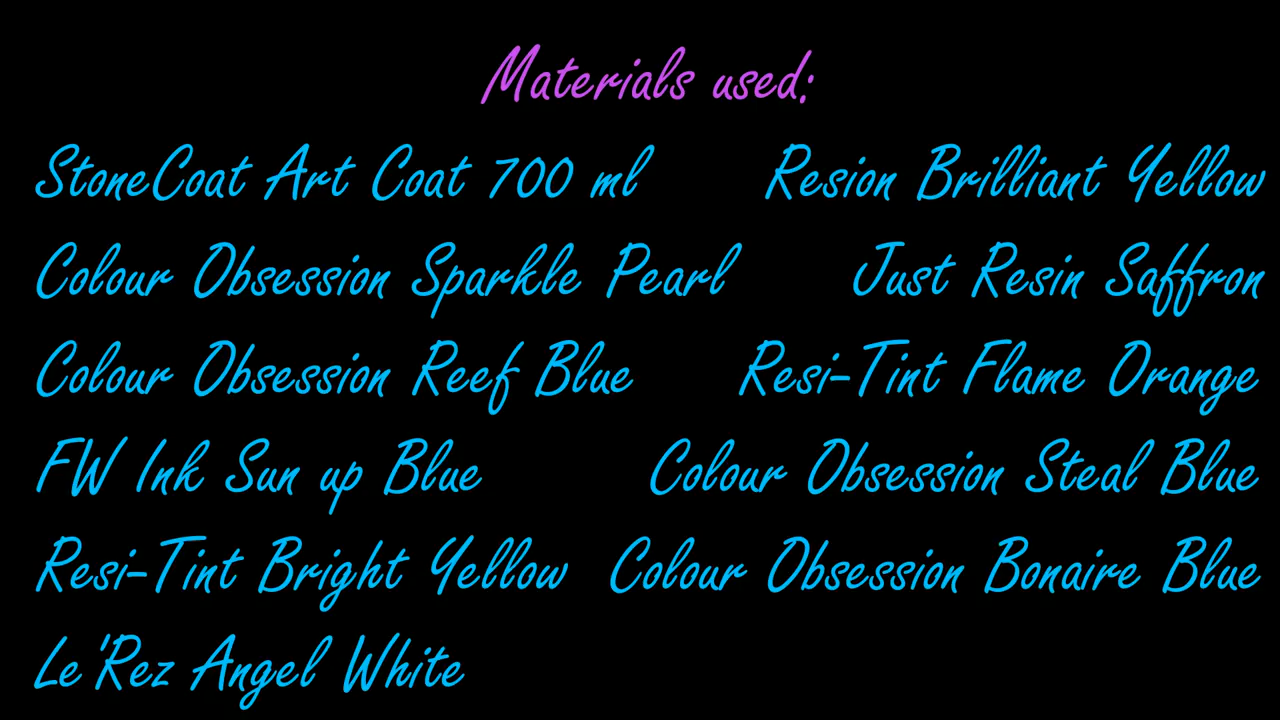 Materials used:
StoneCoat Art Coat 700 ml Resion Brilliant Yellow
Colour Obsession Sparkle Pearl Just Resin Saffron
Colour Obsession Reef Blue Resi-Tint Flame Orange
FW Ink Sun up Blue Colour Obsession Steal Blue
Resi-Tint Bright Yellow Colour Obsession Bonaire Blue
Le'Rez Angel White